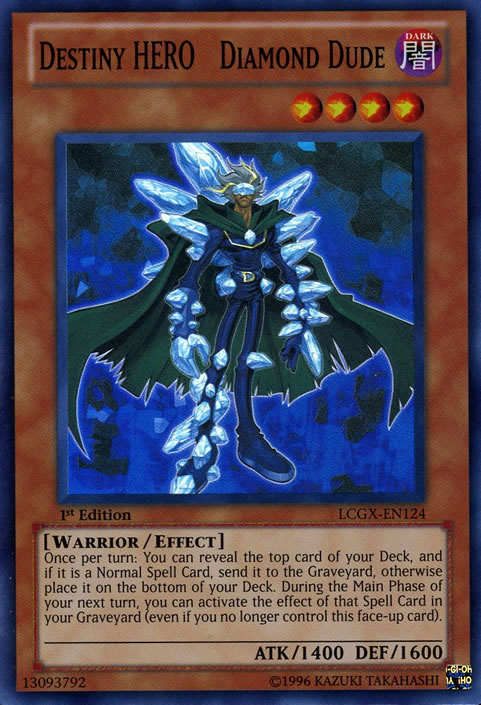 DESTINY HERO DIAMOND DUDE
DARK
闇
D
1st Edition
LCGX-EN124
[WARRIOR/EFFECT]
Once per turn: You can reveal the top card of your Deck, and
if it is a Normal Spell Card, send it to the Graveyard, otherwise
place it on the bottom of your Deck. During the Main Phase of
your next turn, you can activate the effect of that Spell Card in
your Graveyard (even if you no longer control this face-up card).
ATK/1400 DEF/1600
13093792
©1996 KAZUKI TAKAHASHI